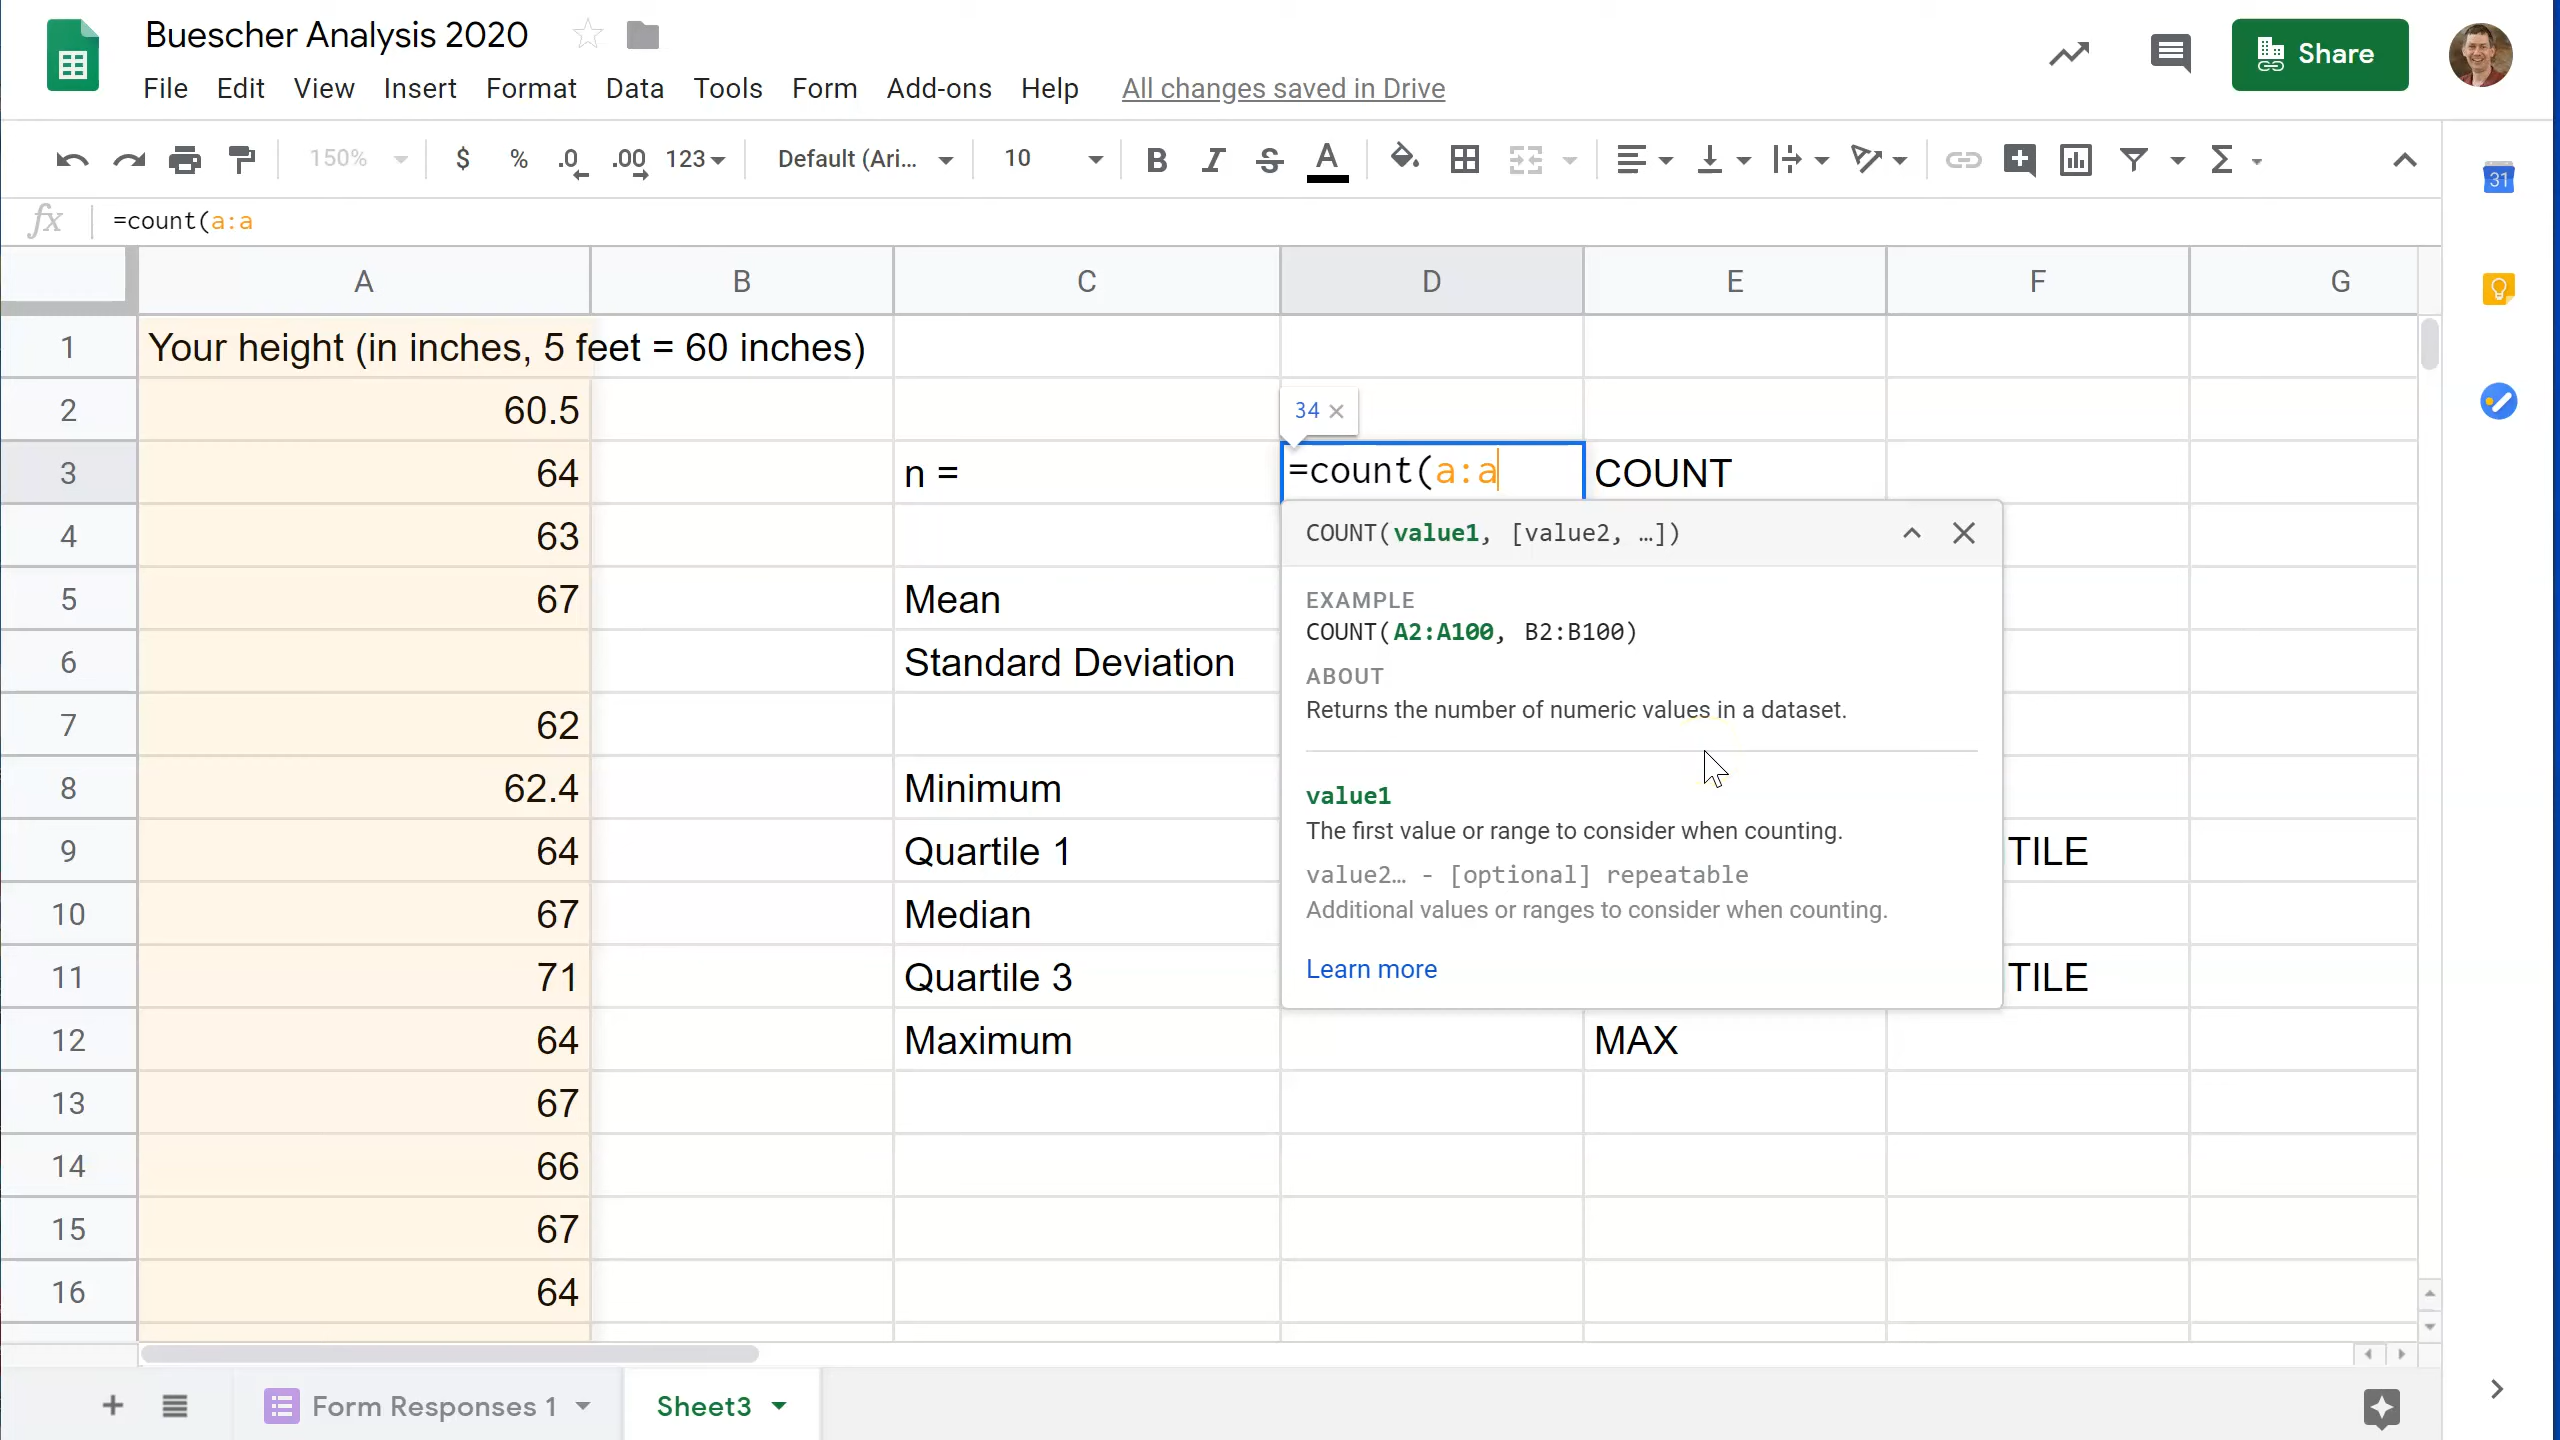 Buescher Analysis 2020
File Edit View Insert Format Data Tools Form Add-ons Help All changes saved in Drive
Share
150% $ % .0 .00 123 Default (Ari... 10 B I S A Σ
31
fx =count(a:a
A B C D E F G
1 Your height (in inches, 5 feet = 60 inches)
2 60.5
34 ×
3 64 n = =count(a:a COUNT
COUNT(value1, [value2, …])
4 63
EXAMPLE
5 67 Mean
COUNT(A2:A100, B2:B100)
ABOUT
6 Standard Deviation
Returns the number of numeric values in a dataset.
7 62
8 62.4 Minimum
value1
The first value or range to consider when counting.
9 64 Quartile 1 TILE
value2… - [optional] repeatable
Additional values or ranges to consider when counting.
10 67 Median
Learn more
11 71 Quartile 3 TILE
12 64 Maximum MAX
13 67
14 66
15 67
16 64
Form Responses 1 Sheet3